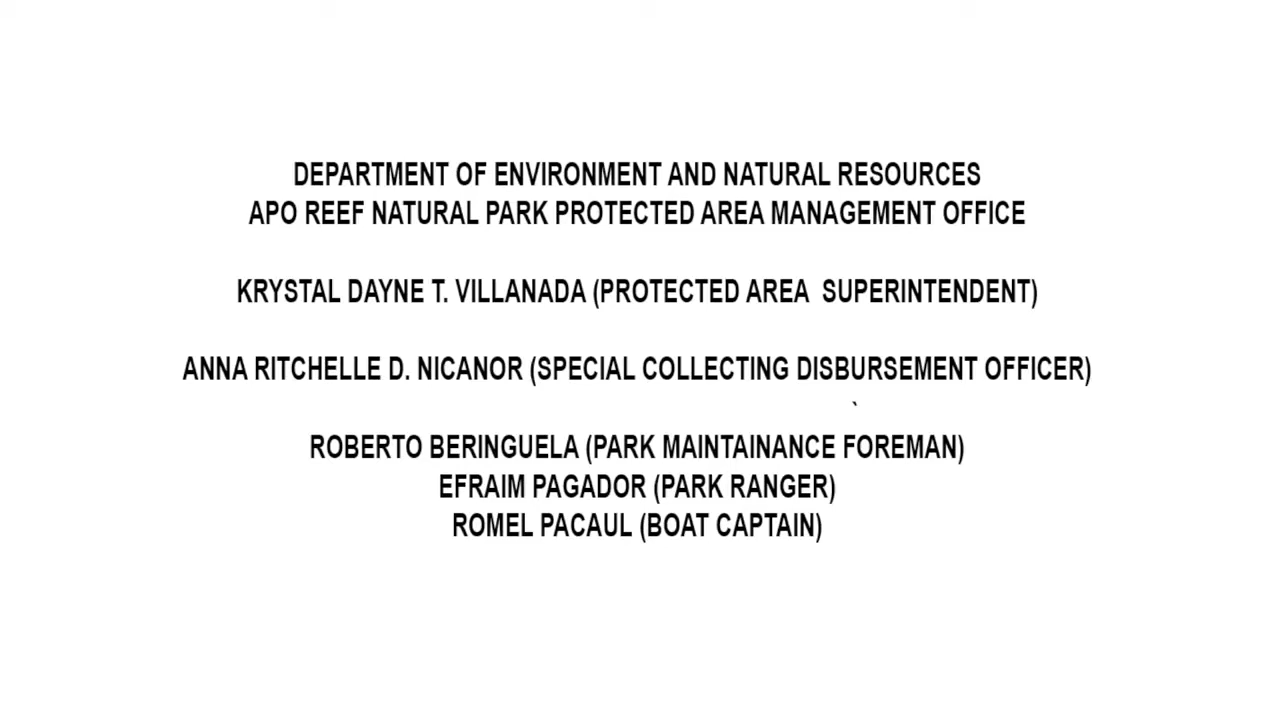 DEPARTMENT OF ENVIRONMENT AND NATURAL RESOURCES
APO REEF NATURAL PARK PROTECTED AREA MANAGEMENT OFFICE
KRYSTAL DAYNE T. VILLANADA (PROTECTED AREA  SUPERINTENDENT)
ANNA RITCHELLE D. NICANOR (SPECIAL COLLECTING DISBURSEMENT OFFICER)
`
ROBERTO BERINGUELA (PARK MAINTAINANCE FOREMAN)
EFRAIM PAGADOR (PARK RANGER)
ROMEL PACAUL (BOAT CAPTAIN)